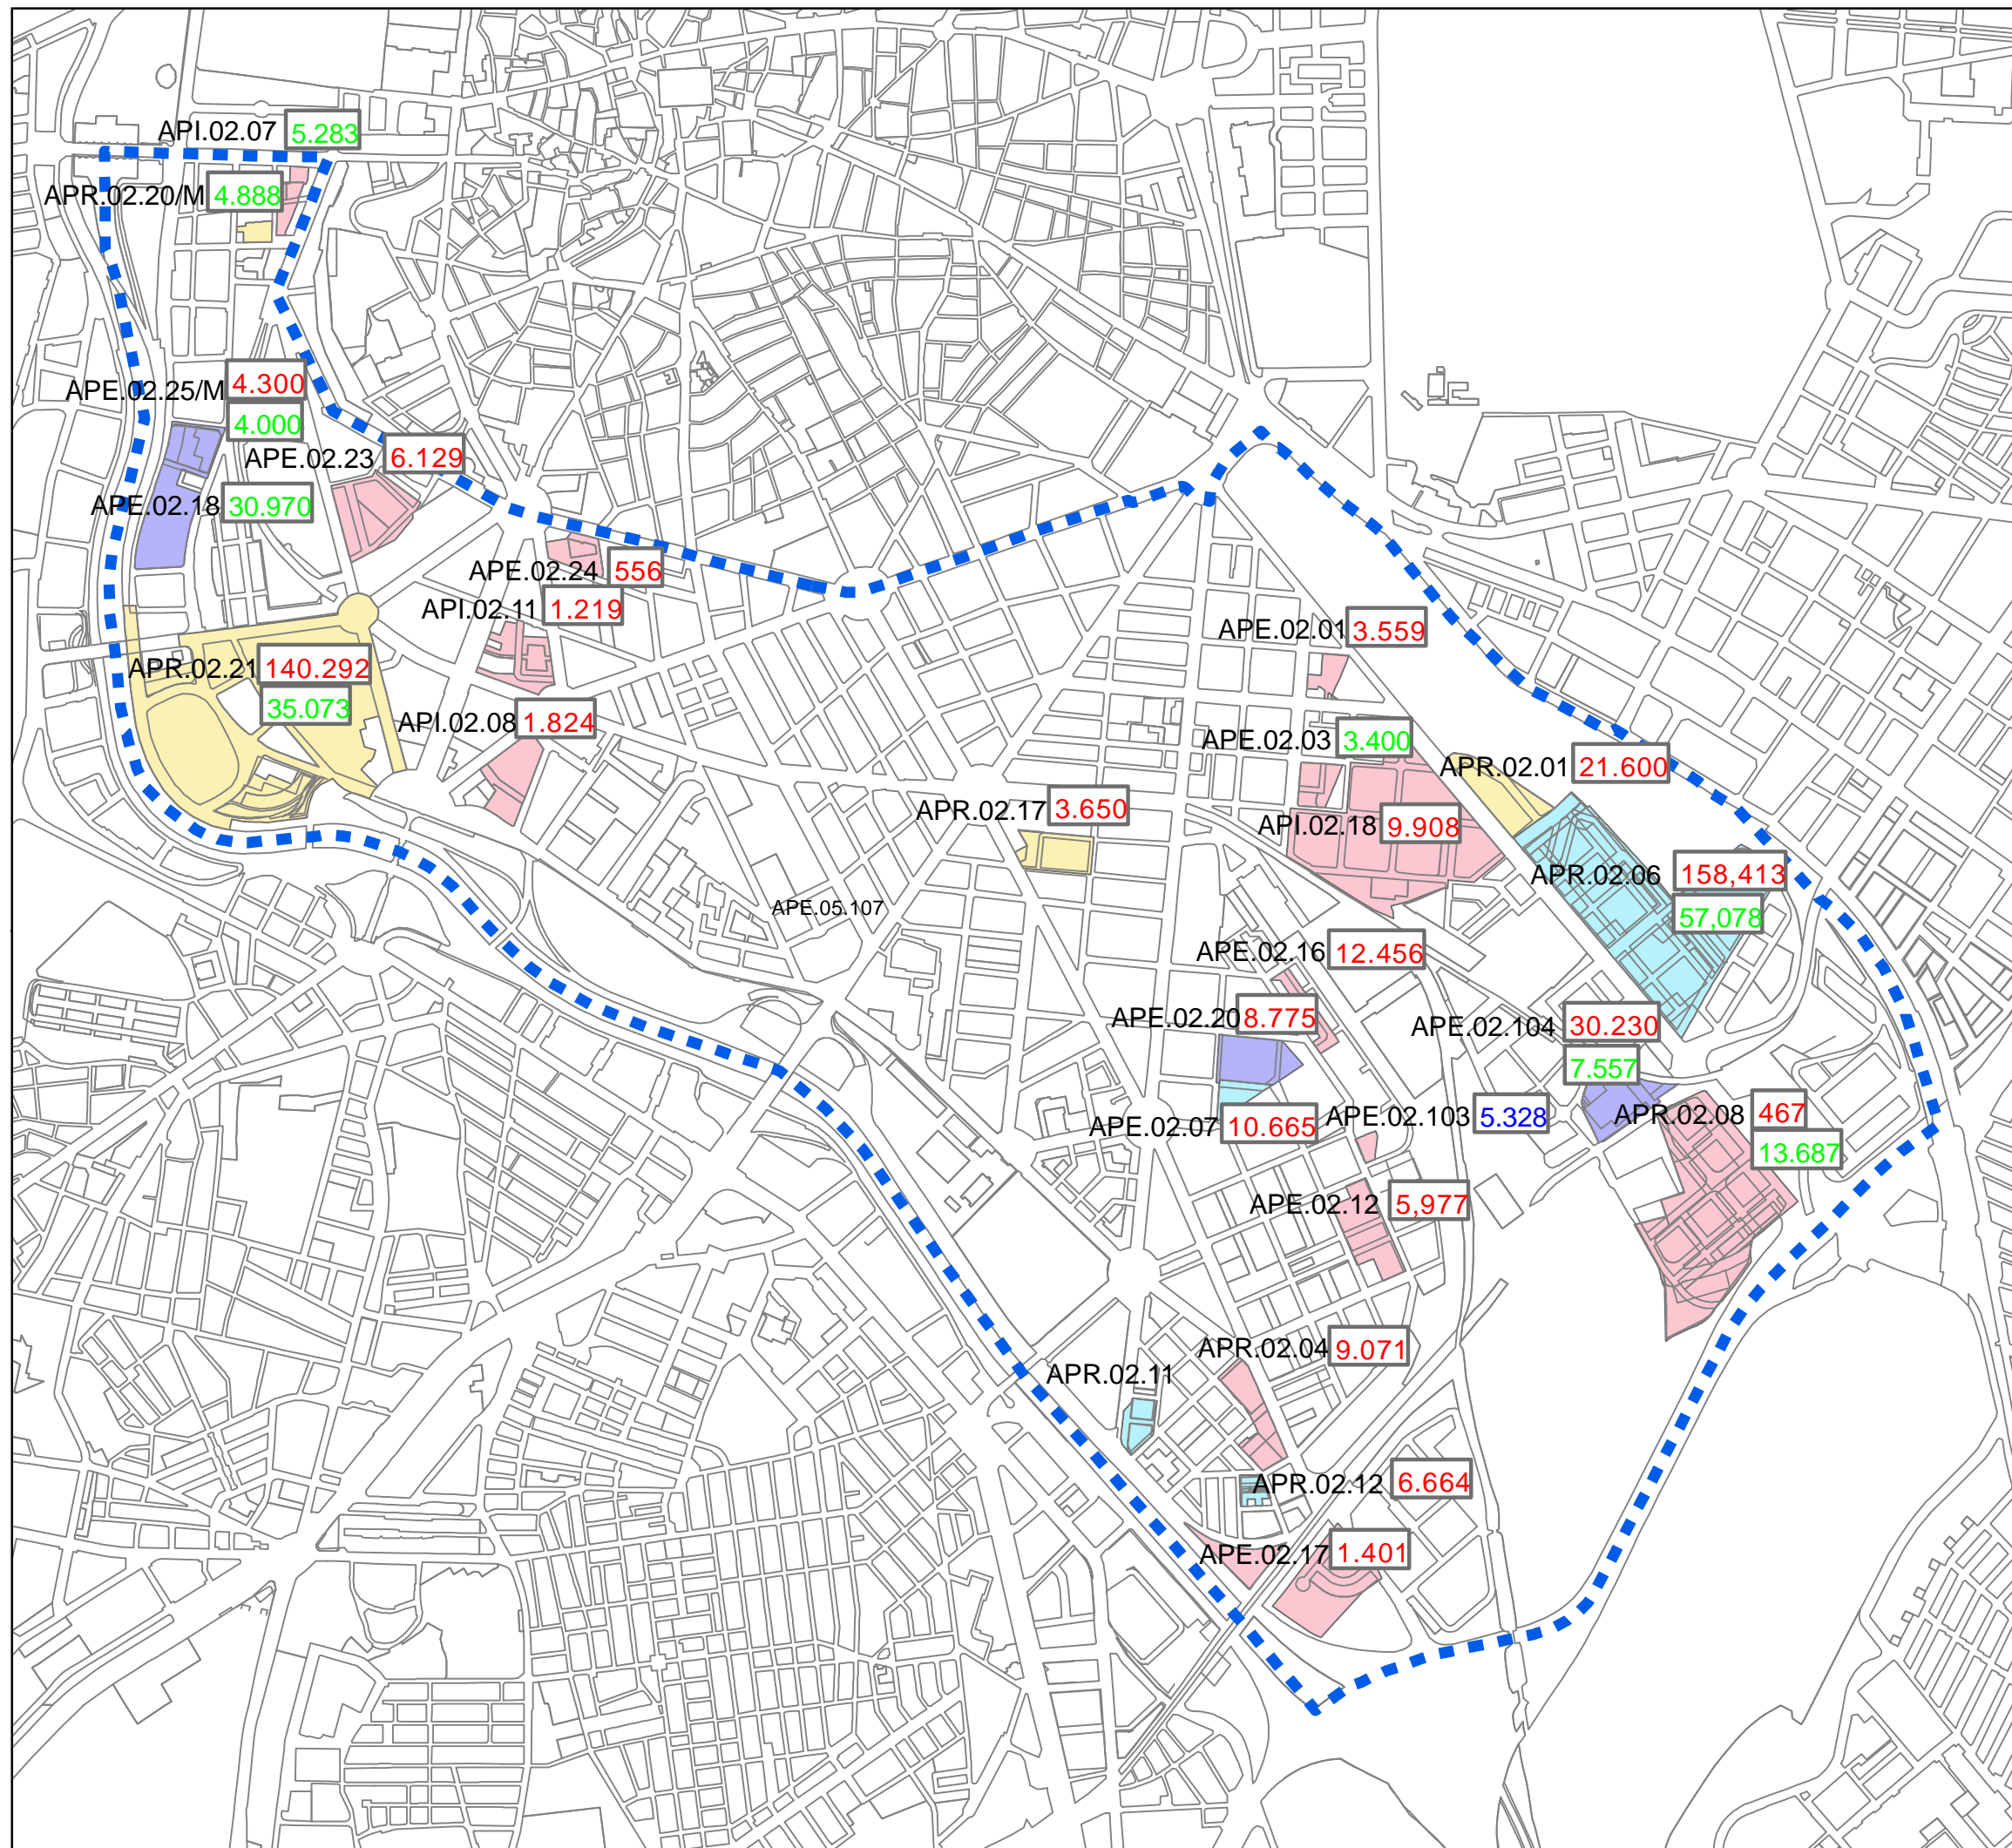 API.02.07 5.283
APR.02.20/M 4.888
APE.02.25/M 4.300
4.000
APE.02.23 6.129
APE.02.18 30.970
APE.02.24 556
API.02.11 1.219
APE.02.01 3.559
APR.02.21 140.292
35.073
API.02.08 1.824
APE.02.03 3.400
APR.02.01 21.600
APR.02.17 3.650
API.02.18 9.908
APR.02.06 158,413
57,078
APE.05.107
APE.02.16 12.456
APE.02.20 8.775
APE.02.104 30.230
7.557
APE.02.07 10.665
APE.02.103 5.328
APR.02.08 467
13.687
APE.02.12 5,977
APR.02.04 9.071
APR.02.11
APR.02.12 6.664
APE.02.17 1.401